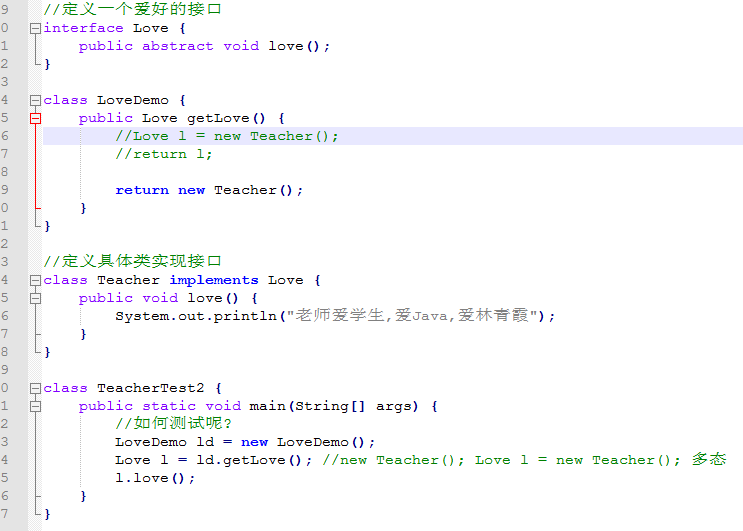 9 //定义一个爱好的接口
0 interface Love {
1     public abstract void love();
2 }
3
4 class LoveDemo {
5     public Love getLove() {
6         //Love l = new Teacher();
7         //return l;
8
9         return new Teacher();
0     }
1 }
2
3 //定义具体类实现接口
4 class Teacher implements Love {
5     public void love() {
6         System.out.println("老师爱学生,爱Java,爱林青霞");
7     }
8 }
9
0 class TeacherTest2 {
1     public static void main(String[] args) {
2         //如何测试呢?
3         LoveDemo ld = new LoveDemo();
4         Love l = ld.getLove(); //new Teacher(); Love l = new Teacher(); 多态
5         l.love();
6     }
7 }